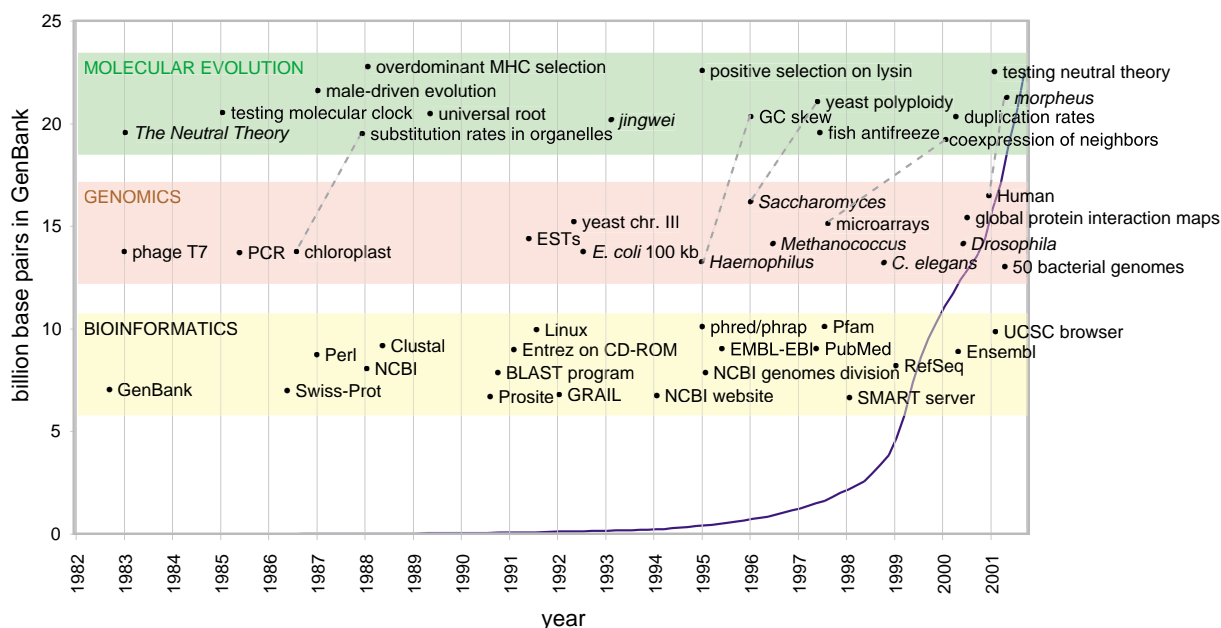 billion base pairs in GenBank
25
20
15
10
5
0
MOLECULAR EVOLUTION
overdominant MHC selection
positive selection on lysin
testing neutral theory
male-driven evolution
morpheus
yeast polyploidy
testing molecular clock
universal root
jingwei
GC skew
duplication rates
The Neutral Theory
substitution rates in organelles
fish antifreeze
coexpression of neighbors
GENOMICS
Human
Saccharomyces
yeast chr. III
microarrays
global protein interaction maps
ESTs
Methanococcus
Drosophila
phage T7
PCR
chloroplast
E. coli 100 kb
Haemophilus
C. elegans
50 bacterial genomes
BIOINFORMATICS
Linux
phred/phrap
Pfam
UCSC browser
Clustal
Perl
Entrez on CD-ROM
EMBL-EBI
PubMed
Ensembl
NCBI
BLAST program
NCBI genomes division
RefSeq
GenBank
Swiss-Prot
Prosite
GRAIL
NCBI website
SMART server
1982
1983
1984
1985
1986
1987
1988
1989
1990
1991
1992
1993
1994
1995
1996
1997
1998
1999
2000
2001
year